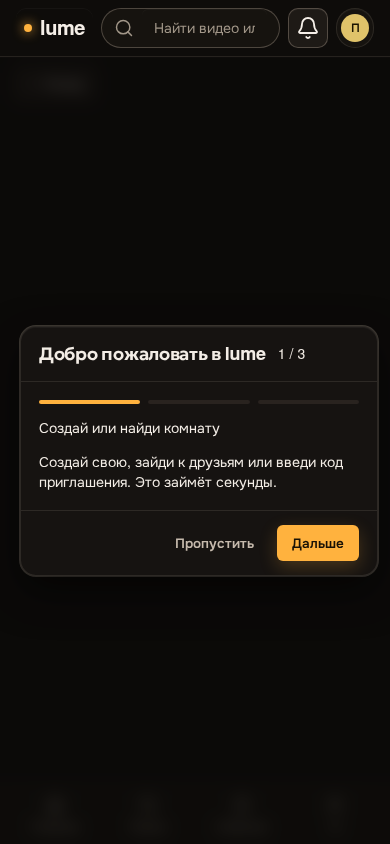 lume
Найти видео ил
П
Добро пожаловать в lume 1 / 3
Создай или найди комнату
Создай свою, зайди к друзьям или введи код
приглашения. Это займёт секунды.
Пропустить
Дальше